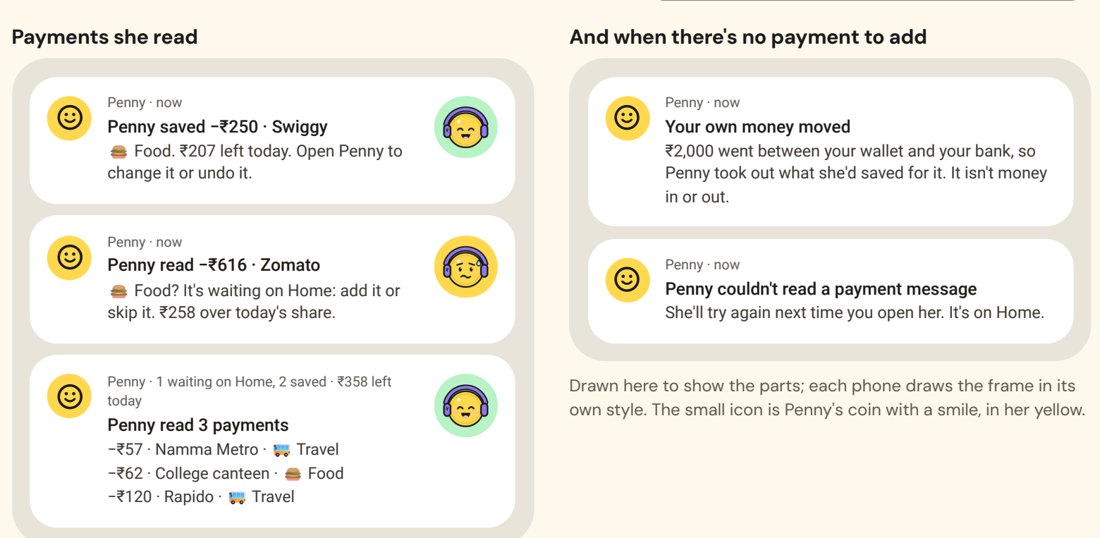 Payments she read
Penny · now
Penny saved −₹250 · Swiggy
🍔 Food. ₹207 left today. Open Penny to
change it or undo it.
Penny · now
Penny read −₹616 · Zomato
🍔 Food? It's waiting on Home: add it or
skip it. ₹258 over today's share.
Penny · 1 waiting on Home, 2 saved · ₹358 left
today
Penny read 3 payments
−₹57 · Namma Metro · 🚌 Travel
−₹62 · College canteen · 🍔 Food
−₹120 · Rapido · 🚌 Travel
And when there's no payment to add
Penny · now
Your own money moved
₹2,000 went between your wallet and your bank, so
Penny took out what she'd saved for it. It isn't money
in or out.
Penny · now
Penny couldn't read a payment message
She'll try again next time you open her. It's on Home.
Drawn here to show the parts; each phone draws the frame in its
own style. The small icon is Penny's coin with a smile, in her yellow.